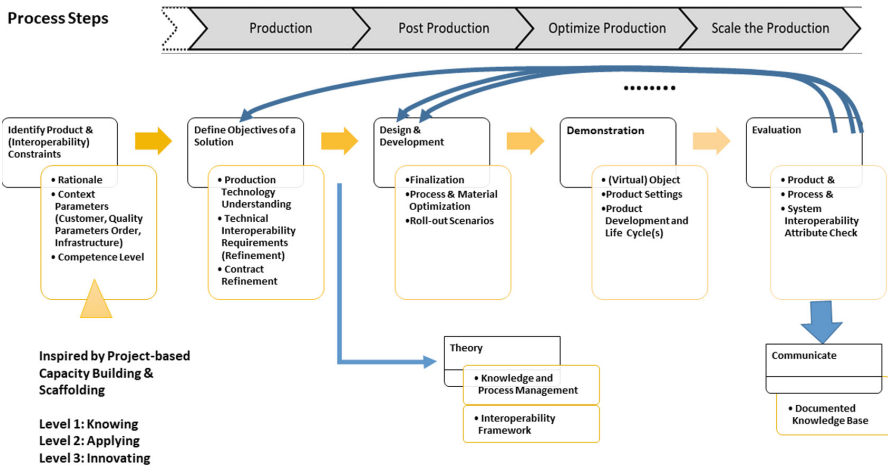 Process Steps
Production
Post Production
Optimize Production
Scale the Production
Identify Product &
(Interoperability)
Constraints
• Rationale
• Context
Parameters
(Customer, Quality
Parameters Order,
Infrastructure)
• Competence Level
Define Objectives of a
Solution
• Production
Technology
Understanding
• Technical
Interoperability
Requirements
(Refinement)
• Contract
Refinement
Design &
Development
•Finalization
•Process & Material
Optimization
•Roll-out Scenarios
Demonstration
• (Virtual) Object
•Product Settings
•Product
Development and
Life Cycle(s)
Evaluation
• Product &
• Process &
• System
Interoperability
Attribute Check
Inspired by Project-based
Capacity Building &
Scaffolding
Level 1: Knowing
Level 2: Applying
Level 3: Innovating
Theory
• Knowledge and
Process Management
• Interoperability
Framework
Communicate
• Documented
Knowledge Base